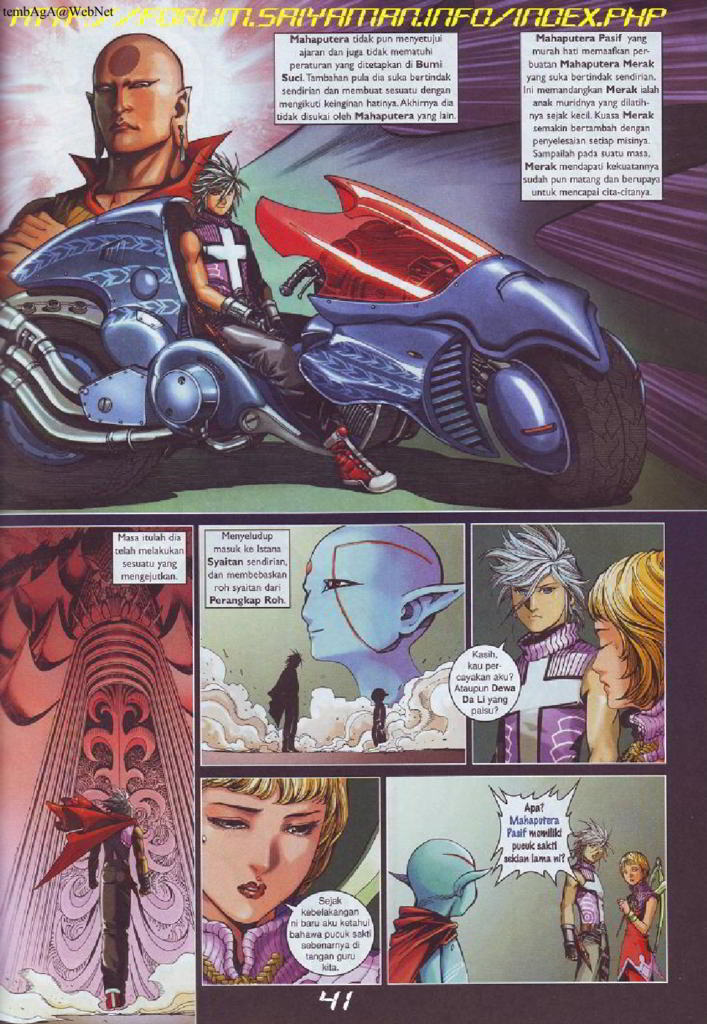 tembAgA@WebNet
HTTP://FORUM.SAIYAMAN.INFO/INDEX.PHP
Mahaputera tidak pun menyetujui
ajaran dan juga tidak mematuhi
peraturan yang ditetapkan di Bumi
Suci. Tambahan pula dia suka bertindak
sendirian dan membuat sesuatu dengan
mengikuti keinginan hatinya. Akhirnya dia
tidak disukai oleh Mahaputera yang lain.
Mahaputera Pasif yang
murah hati memaafkan per-
buatan Mahaputera Merak
yang suka bertindak sendirian.
Ini memandangkan Merak ialah
anak muridnya yang dilatih-
nya sejak kecil. Kuasa Merak
semakin bertambah dengan
penyelesaian setiap misinya.
Sampailah pada suatu masa,
Merak mendapati kekuatannya
sudah pun matang dan berupaya
untuk mencapai cita-citanya.
Masa itulah dia
telah melakukan
sesuatu yang
mengejutkan.
Menyeludup
masuk ke Istana
Syaitan sendirian,
dan membebaskan
roh syaitan dari
Perangkap Roh.
Kasih,
kau per-
cayakan aku?
Ataupun Dewa
Da Li yang
palsu?
Sejak
kebelakangan
ni baru aku ketahui
bahawa pucuk sakti
sebenarnya di
tangan guru
kita.
Apa?
Mahaputera
Pasif memiliki
pucuk sakti
sekian lama ni?
41